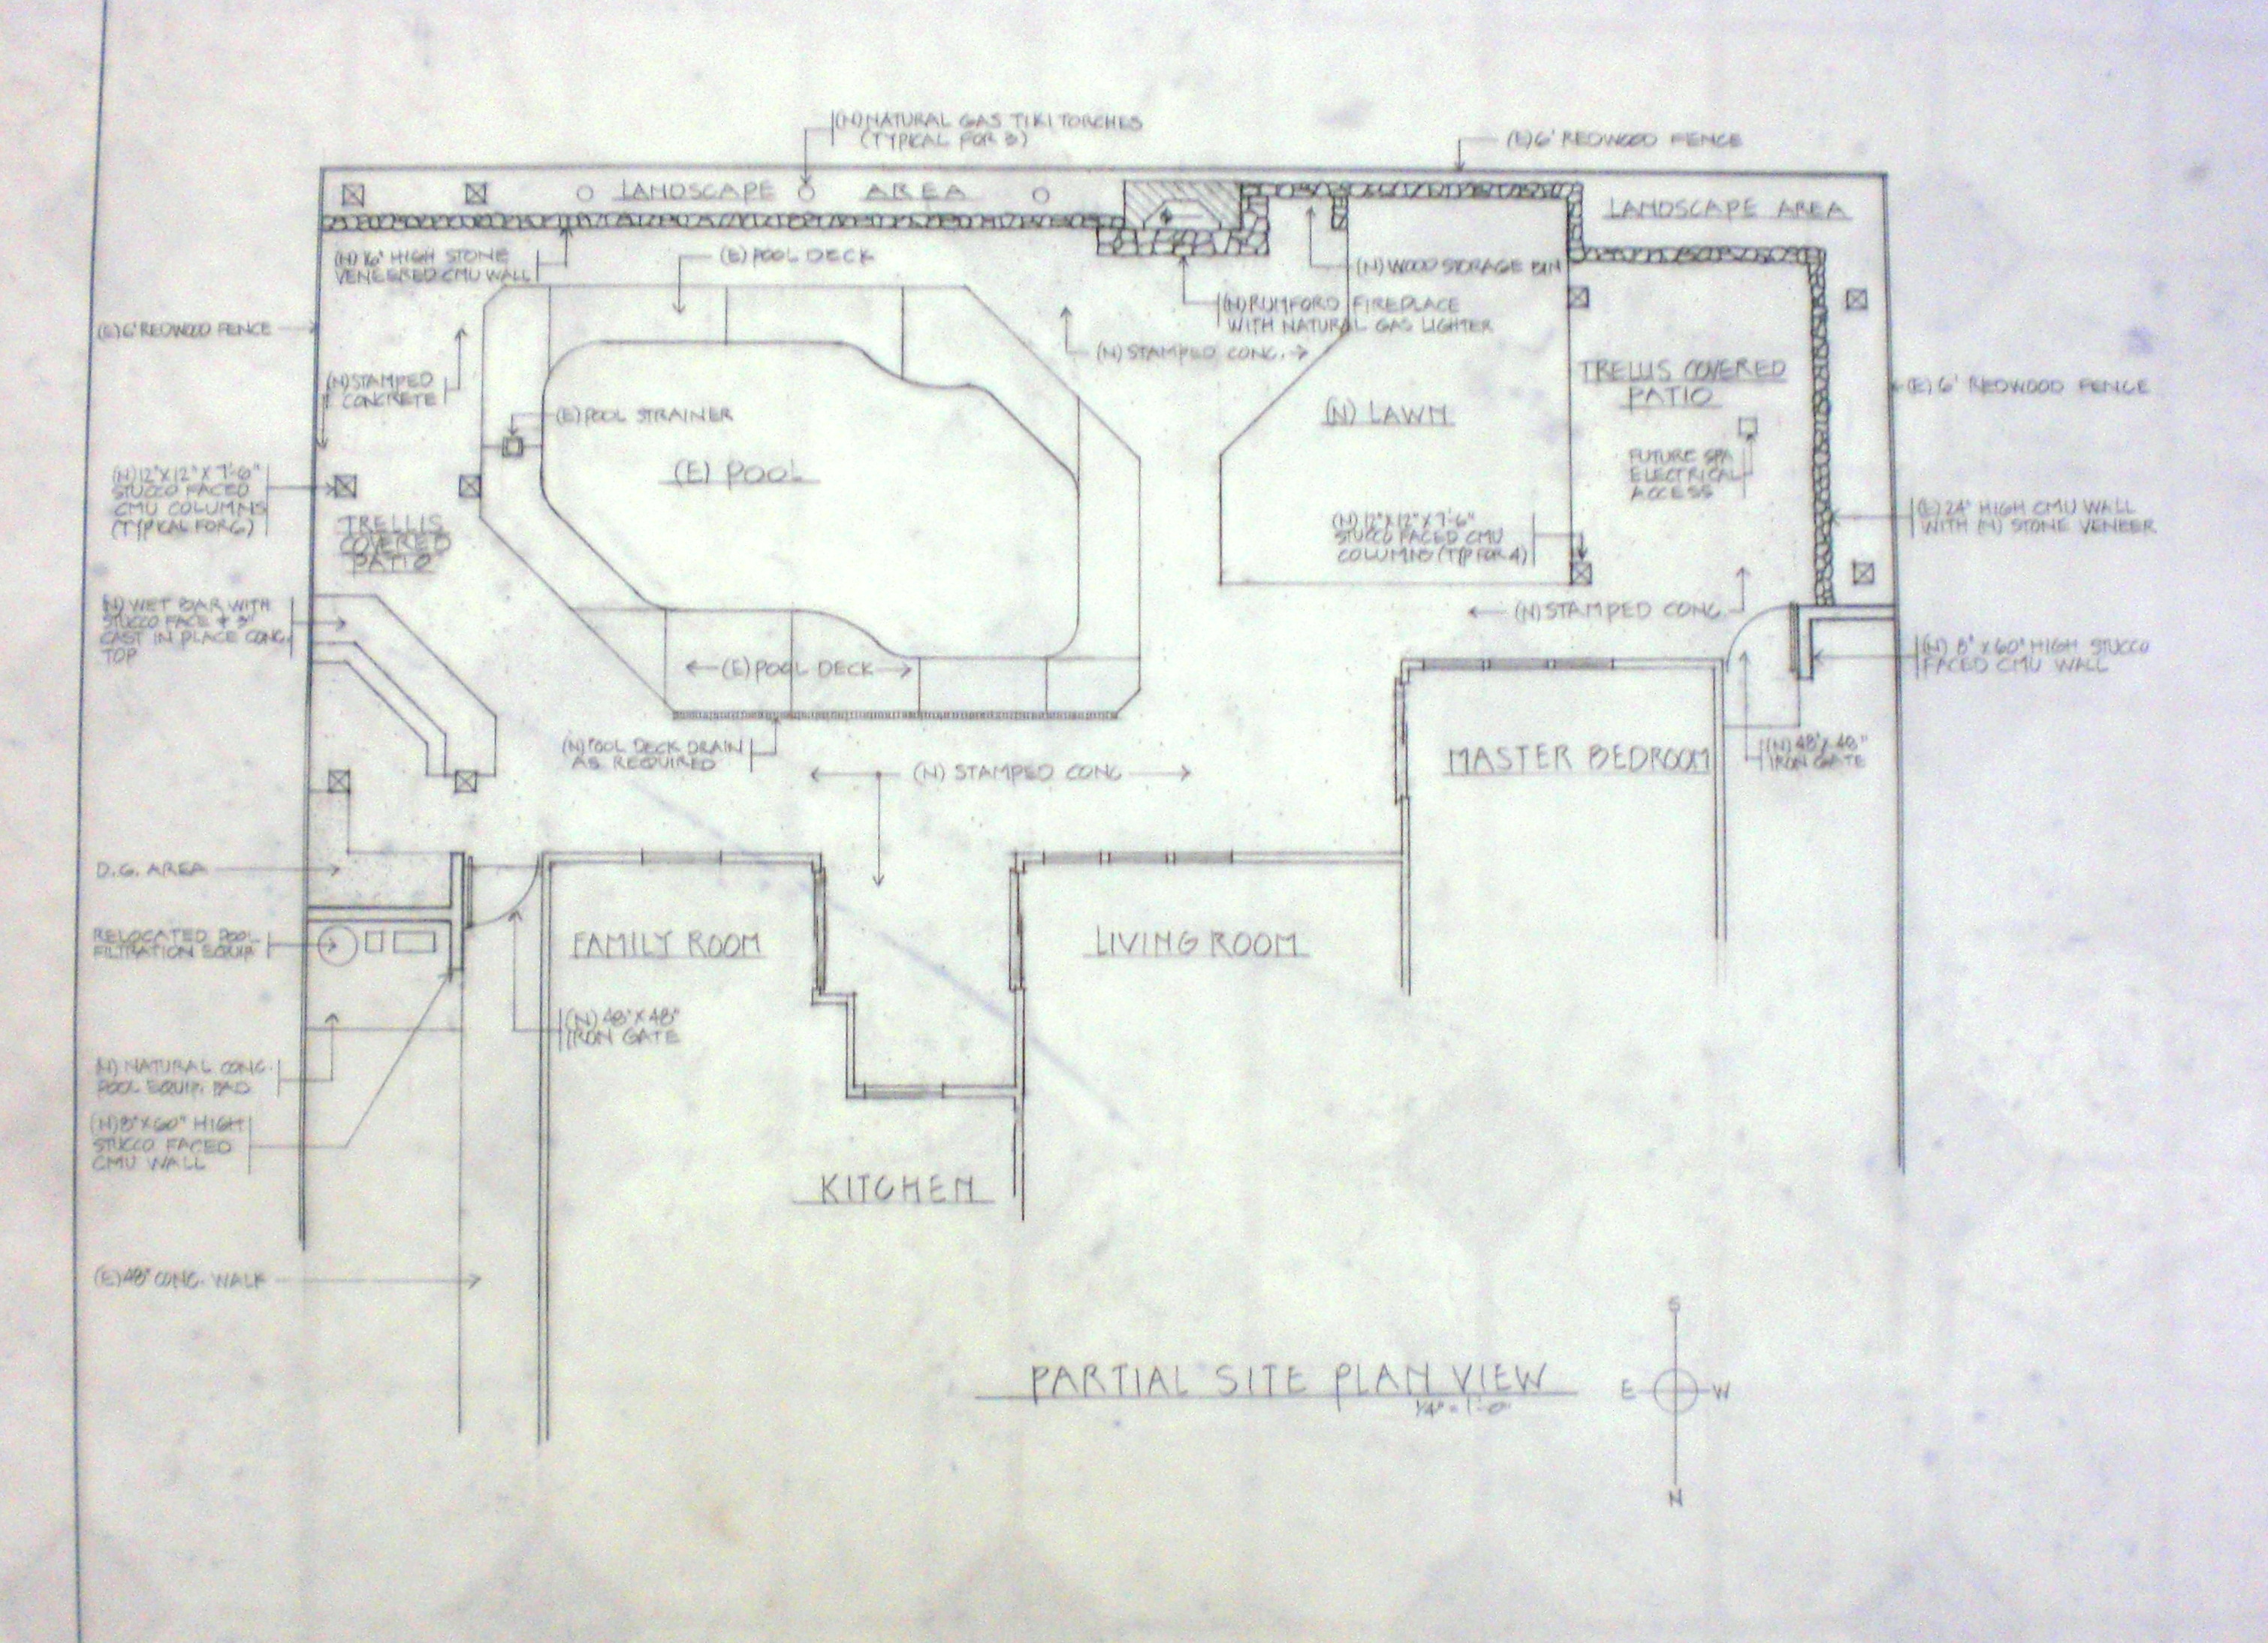 (N) NATURAL GAS TIKI TORCHES
(TYPICAL FOR 3)
(E) 6' REDWOOD FENCE
LANDSCAPE AREA
LANDSCAPE AREA
(N) 16" HIGH STONE
VENEERED CMU WALL
(E) POOL DECK
(N) WOOD STORAGE BIN
(N) RUMFORD FIREPLACE
WITH NATURAL GAS LIGHTER
(E) 6' REDWOOD FENCE
(N) STAMPED CONC.
(N) STAMPED
CONCRETE
TRELLIS COVERED
PATIO
(E) 6' REDWOOD FENCE
(E) POOL STRAINER
(N) LAWN
(E) POOL
FUTURE SPA
ELECTRICAL
ACCESS
(N) 12"X12"X7'-6"
STUCCO FACED
CMU COLUMNS
(TYPICAL FOR 6)
TRELLIS
COVERED
PATIO
(N) 12"X12"X7'-6"
STUCCO FACED CMU
COLUMNS (TYP FOR 4)
(E) 24" HIGH CMU WALL
WITH (N) STONE VENEER
(N) WET BAR WITH
STUCCO FACE & 3"
CAST IN PLACE CONC.
TOP
(N) STAMPED CONC.
(N) 8"X60" HIGH STUCCO
FACED CMU WALL
(E) POOL DECK
(N) POOL DECK DRAIN
AS REQUIRED
(N) STAMPED CONC
MASTER BEDROOM
(N) 48"X48"
IRON GATE
D.G. AREA
RELOCATED POOL
FILTRATION EQUIP.
FAMILY ROOM
LIVING ROOM
(N) 48"X48"
IRON GATE
(N) NATURAL CONC.
POOL EQUIP. PAD
(N) 8"X60" HIGH
STUCCO FACED
CMU WALL
KITCHEN
(E) 48" CONC. WALK
PARTIAL SITE PLAN VIEW
1/4" = 1'-0"
S
E
W
N